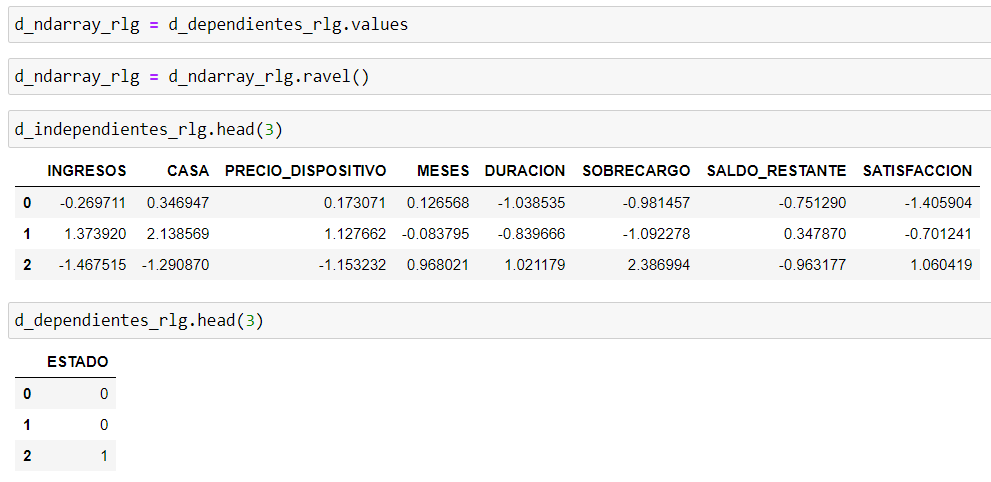 d_ndarray_rlg = d_dependientes_rlg.values
d_ndarray_rlg = d_ndarray_rlg.ravel()
d_independientes_rlg.head(3)
INGRESOS CASA PRECIO_DISPOSITIVO MESES DURACION SOBRECARGO SALDO_RESTANTE SATISFACCION
0 -0.269711 0.346947 0.173071 0.126568 -1.038535 -0.981457 -0.751290 -1.405904
1 1.373920 2.138569 1.127662 -0.083795 -0.839666 -1.092278 0.347870 -0.701241
2 -1.467515 -1.290870 -1.153232 0.968021 1.021179 2.386994 -0.963177 1.060419
d_dependientes_rlg.head(3)
ESTADO
0 0
1 0
2 1